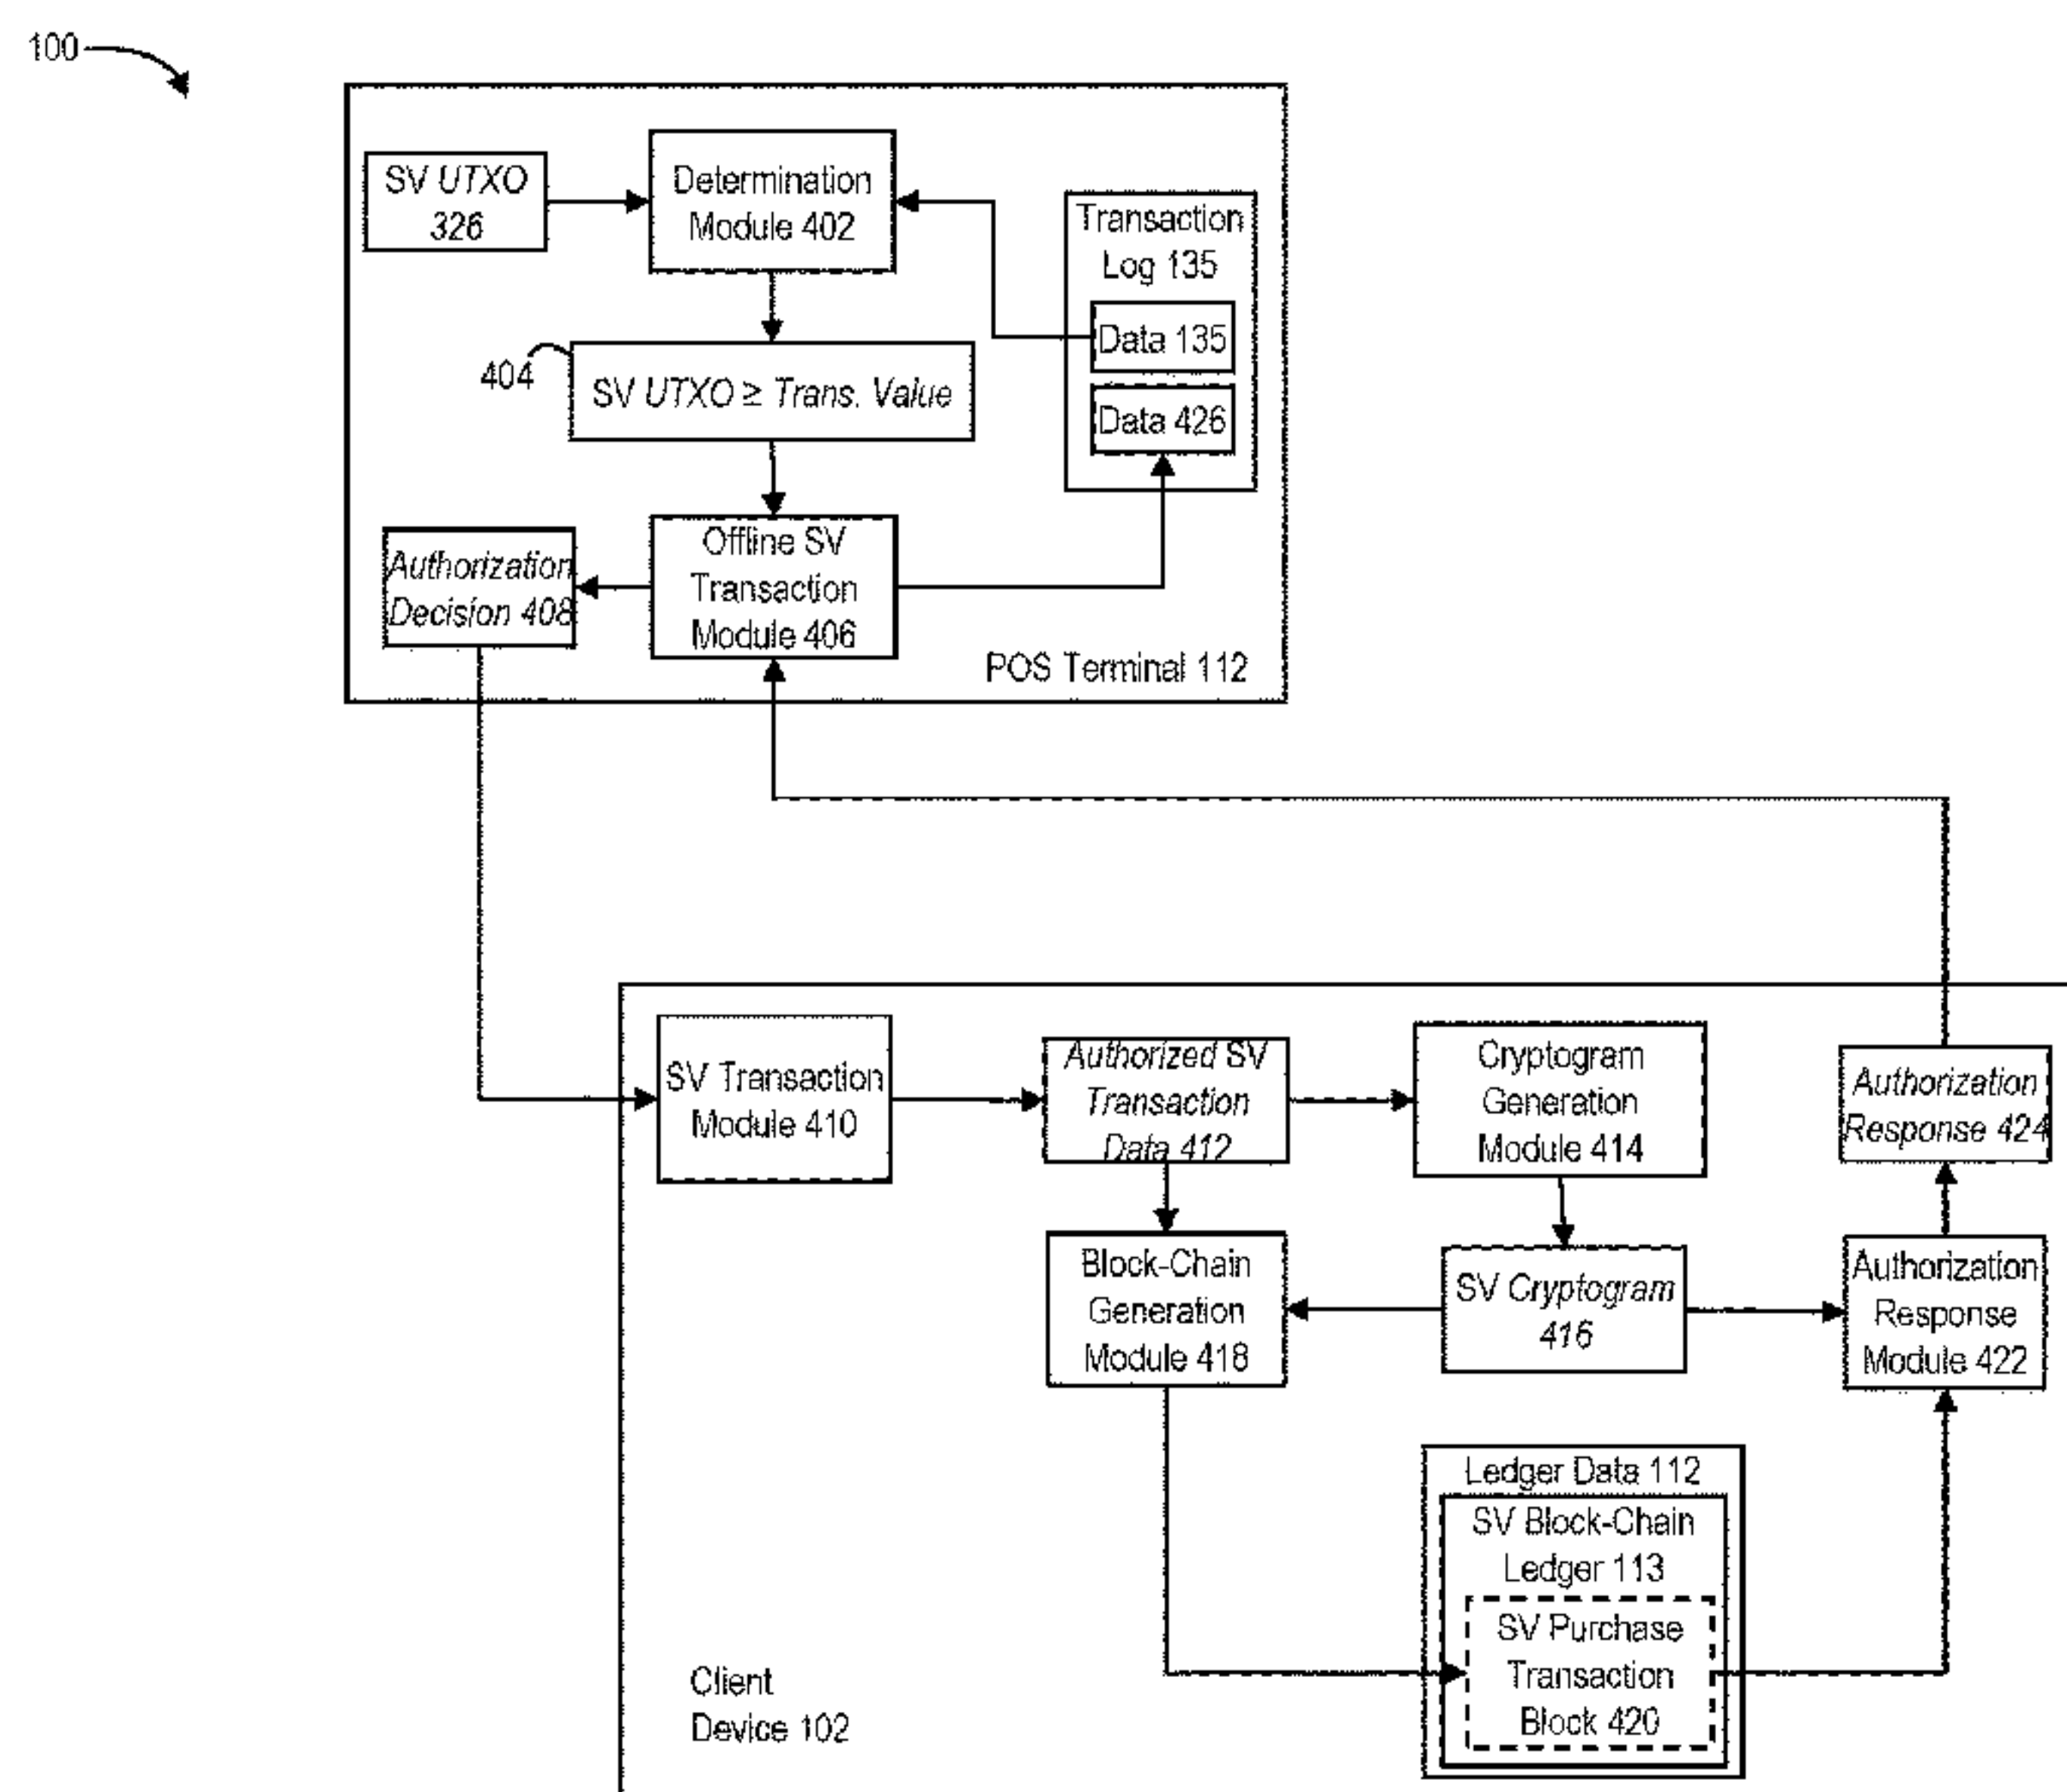 100
SV UTXO
326
Determination
Module 402
Transaction
Log 135
Data 135
Data 426
404
SV UTXO ≥ Trans. Value
Authorization
Decision 408
Offline SV
Transaction
Module 406
POS Terminal 112
SV Transaction
Module 410
Authorized SV
Transaction
Data 412
Cryptogram
Generation
Module 414
Authorization
Response 424
Block-Chain
Generation
Module 418
SV Cryptogram
416
Authorization
Response
Module 422
Ledger Data 112
SV Block-Chain
Ledger 113
SV Purchase
Transaction
Block 420
Client
Device 102